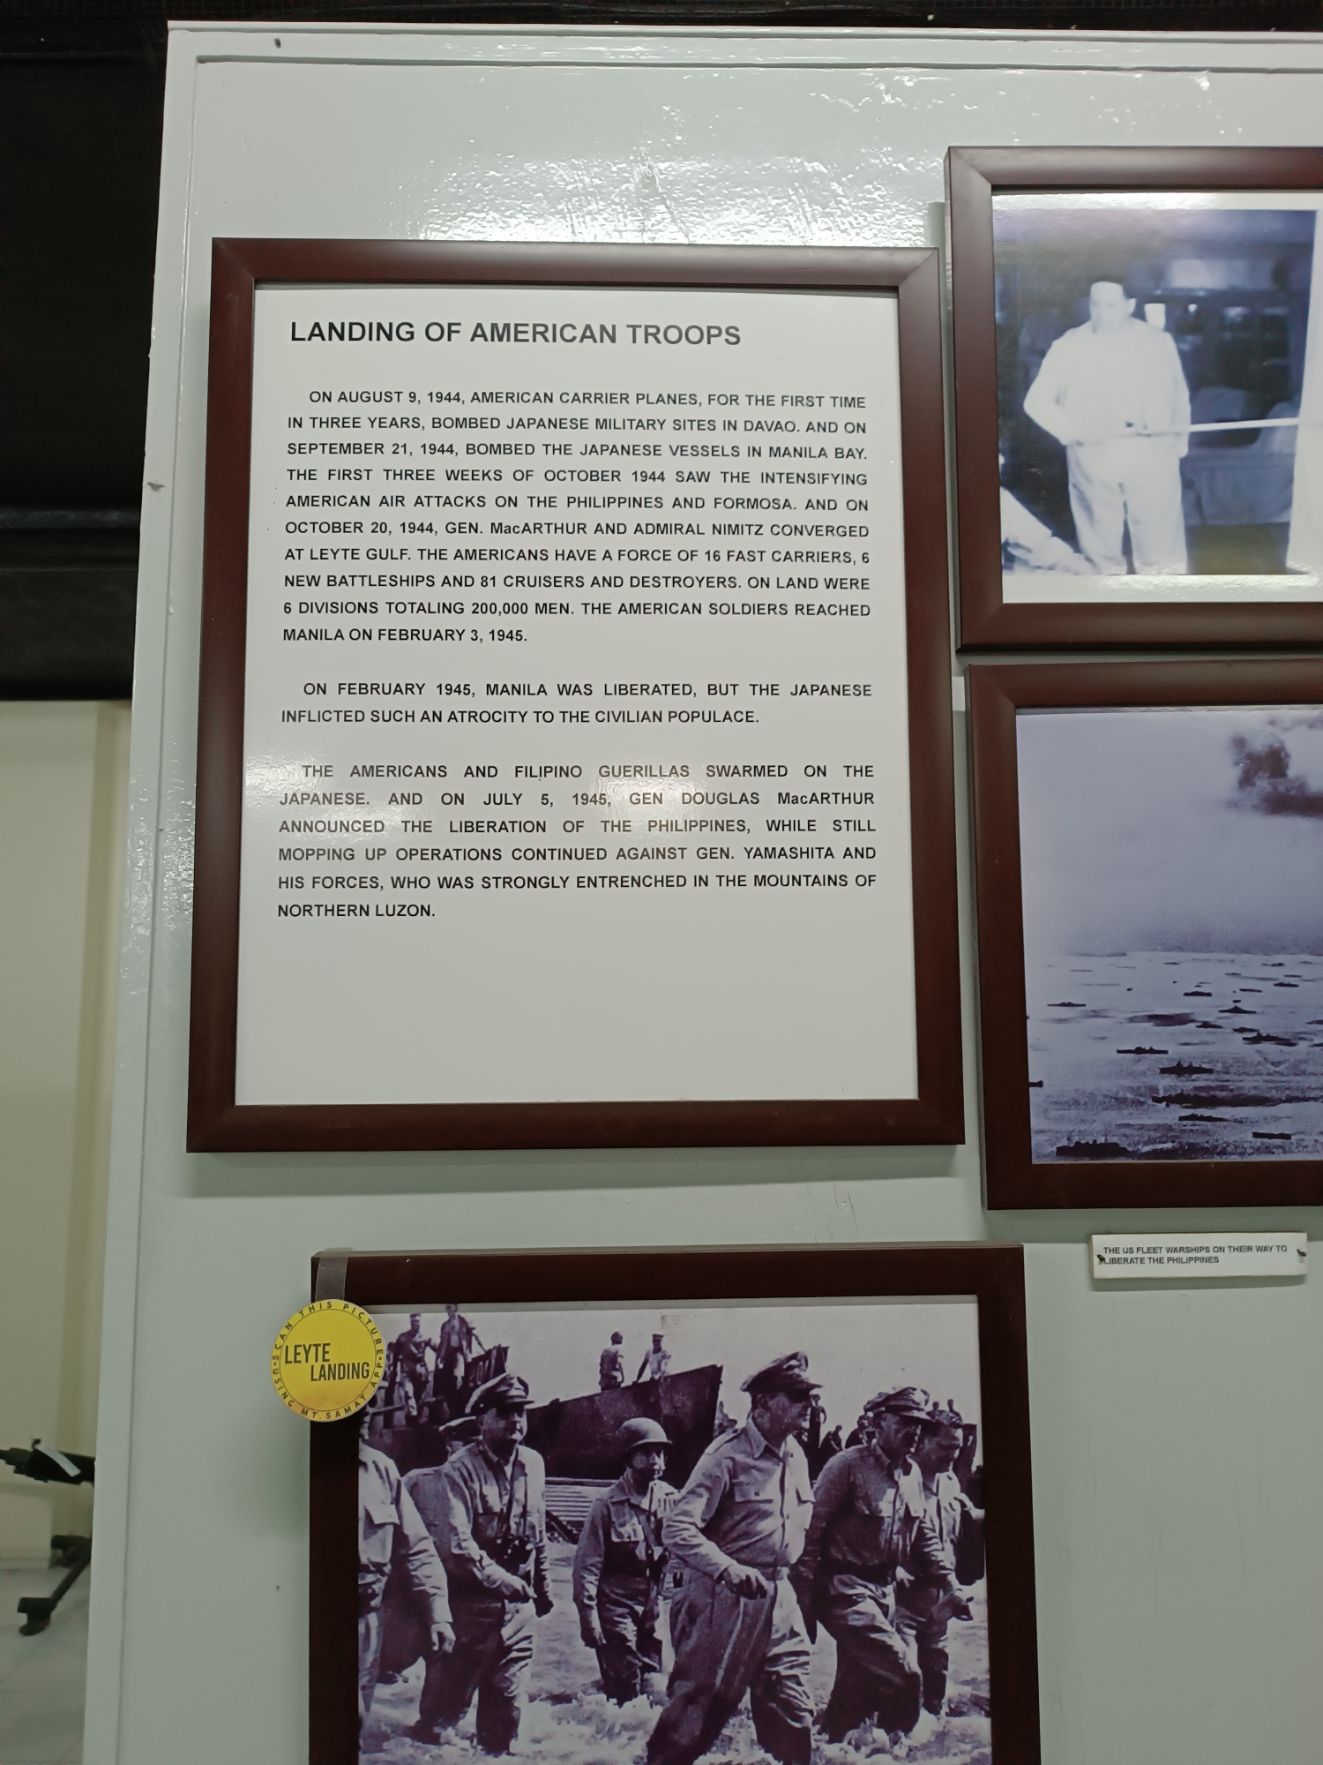 LANDING OF AMERICAN TROOPS
ON AUGUST 9, 1944, AMERICAN CARRIER PLANES, FOR THE FIRST TIME
IN THREE YEARS, BOMBED JAPANESE MILITARY SITES IN DAVAO. AND ON
SEPTEMBER 21, 1944, BOMBED THE JAPANESE VESSELS IN MANILA BAY.
THE FIRST THREE WEEKS OF OCTOBER 1944 SAW THE INTENSIFYING
AMERICAN AIR ATTACKS ON THE PHILIPPINES AND FORMOSA. AND ON
OCTOBER 20, 1944, GEN. MacARTHUR AND ADMIRAL NIMITZ CONVERGED
AT LEYTE GULF. THE AMERICANS HAVE A FORCE OF 16 FAST CARRIERS, 6
NEW BATTLESHIPS AND 81 CRUISERS AND DESTROYERS. ON LAND WERE
6 DIVISIONS TOTALING 200,000 MEN. THE AMERICAN SOLDIERS REACHED
MANILA ON FEBRUARY 3, 1945.
ON FEBRUARY 1945, MANILA WAS LIBERATED, BUT THE JAPANESE
INFLICTED SUCH AN ATROCITY TO THE CIVILIAN POPULACE.
THE AMERICANS AND FILIPINO GUERILLAS SWARMED ON THE
JAPANESE. AND ON JULY 5, 1945, GEN DOUGLAS MacARTHUR
ANNOUNCED THE LIBERATION OF THE PHILIPPINES, WHILE STILL
MOPPING UP OPERATIONS CONTINUED AGAINST GEN. YAMASHITA AND
HIS FORCES, WHO WAS STRONGLY ENTRENCHED IN THE MOUNTAINS OF
NORTHERN LUZON.
THE US FLEET WARSHIPS ON THEIR WAY TO
LIBERATE THE PHILIPPINES
SCAN THIS PICTURE
LEYTE
LANDING
USING MT. SAMAT APP